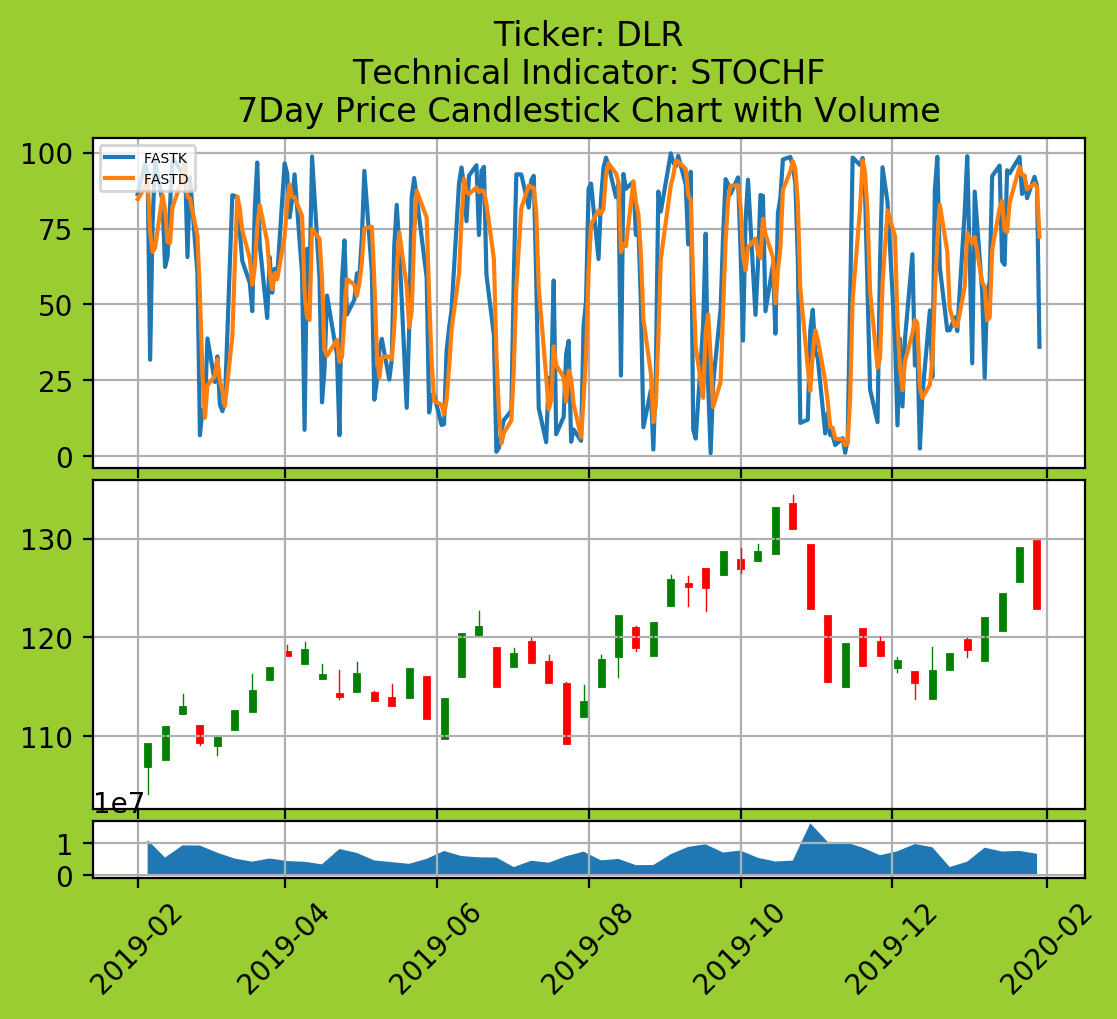 Ticker: DLR
Technical Indicator: STOCHF
7Day Price Candlestick Chart with Volume
100
75
50
25
0
FASTK
FASTD
130
120
110
1e7
1
0
2019-02
2019-04
2019-06
2019-08
2019-10
2019-12
2020-02